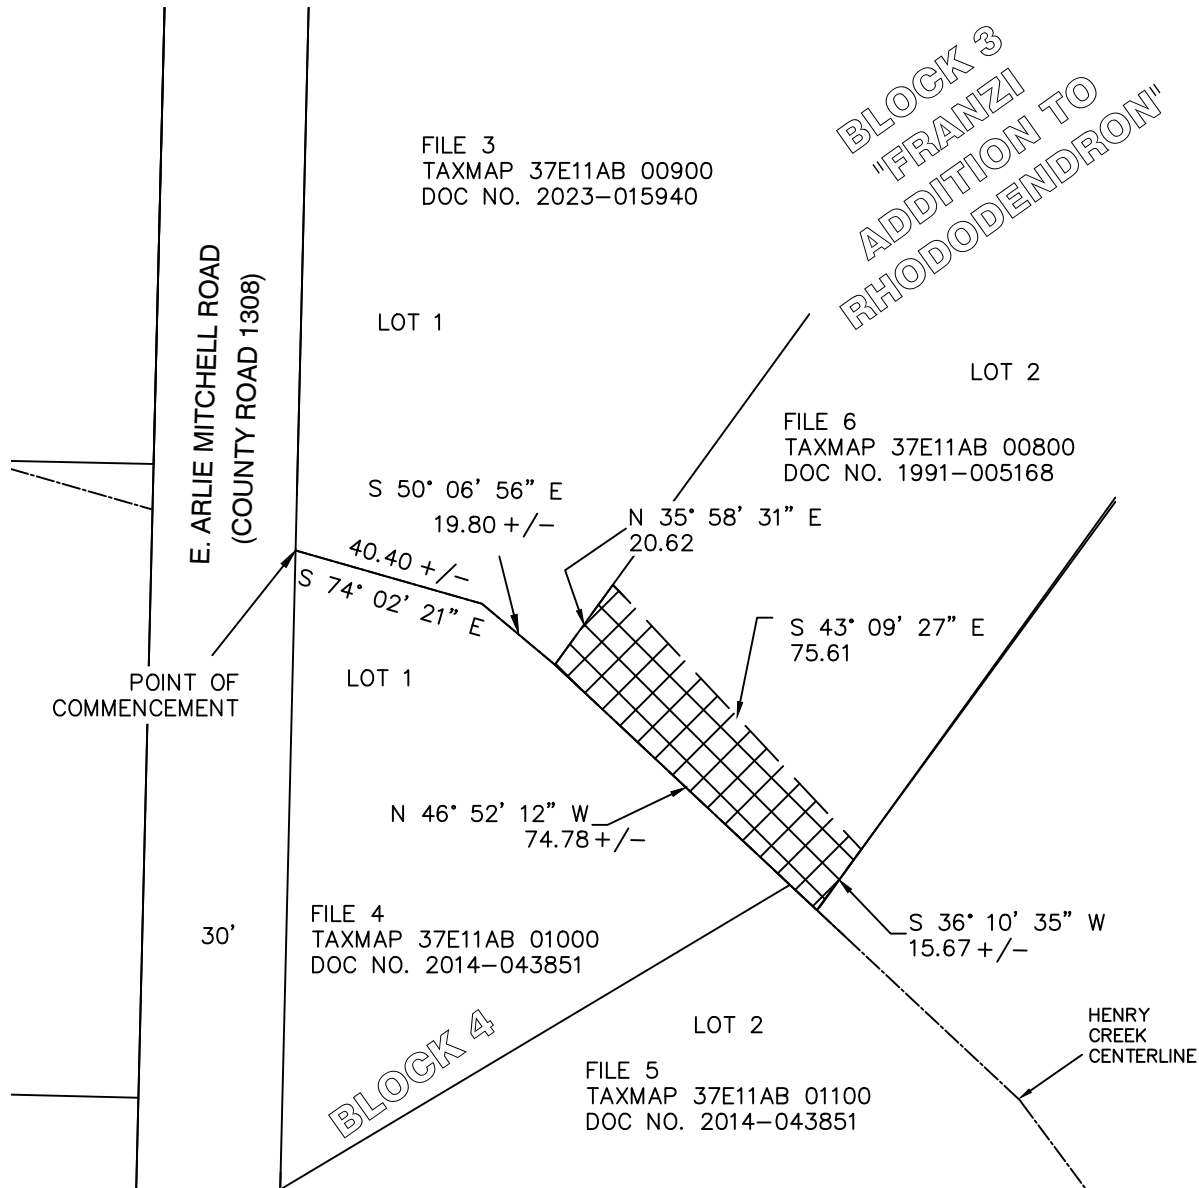 BLOCK 3
"FRANZI
ADDITION TO
RHODODENDRON"
FILE 3
TAXMAP 37E11AB 00900
DOC NO. 2023–015940
E. ARLIE MITCHELL ROAD
(COUNTY ROAD 1308)
LOT 1
LOT 2
FILE 6
TAXMAP 37E11AB 00800
DOC NO. 1991–005168
S 50° 06' 56" E
19.80 +/–
N 35° 58' 31" E
20.62
40.40 +/–
S 74° 02' 21" E
S 43° 09' 27" E
75.61
POINT OF
COMMENCEMENT
LOT 1
N 46° 52' 12" W
74.78 +/–
FILE 4
TAXMAP 37E11AB 01000
DOC NO. 2014–043851
30'
S 36° 10' 35" W
15.67 +/–
BLOCK 4
LOT 2
HENRY
CREEK
CENTERLINE
FILE 5
TAXMAP 37E11AB 01100
DOC NO. 2014–043851